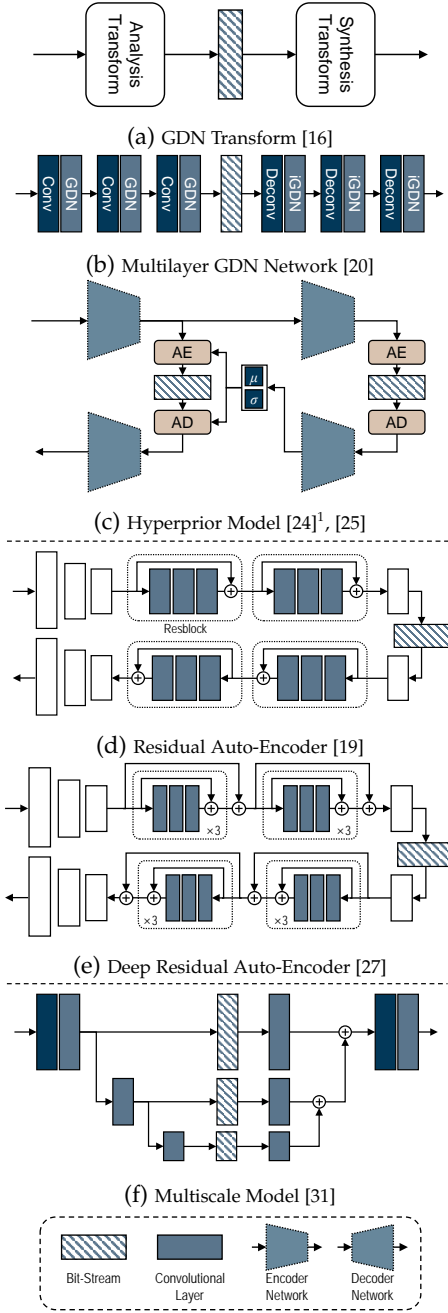 Analysis
Transform
Synthesis
Transform
(a) GDN Transform [16]
Conv
GDN
Conv
GDN
Conv
GDN
Deconv
iGDN
Deconv
iGDN
Deconv
iGDN
(b) Multilayer GDN Network [20]
AE
AE
μ
σ
AD
AD
(c) Hyperprior Model [24]¹, [25]
Resblock
(d) Residual Auto-Encoder [19]
×3
×3
×3
×3
(e) Deep Residual Auto-Encoder [27]
(f) Multiscale Model [31]
Bit-Stream
Convolutional
Layer
Encoder
Network
Decoder
Network